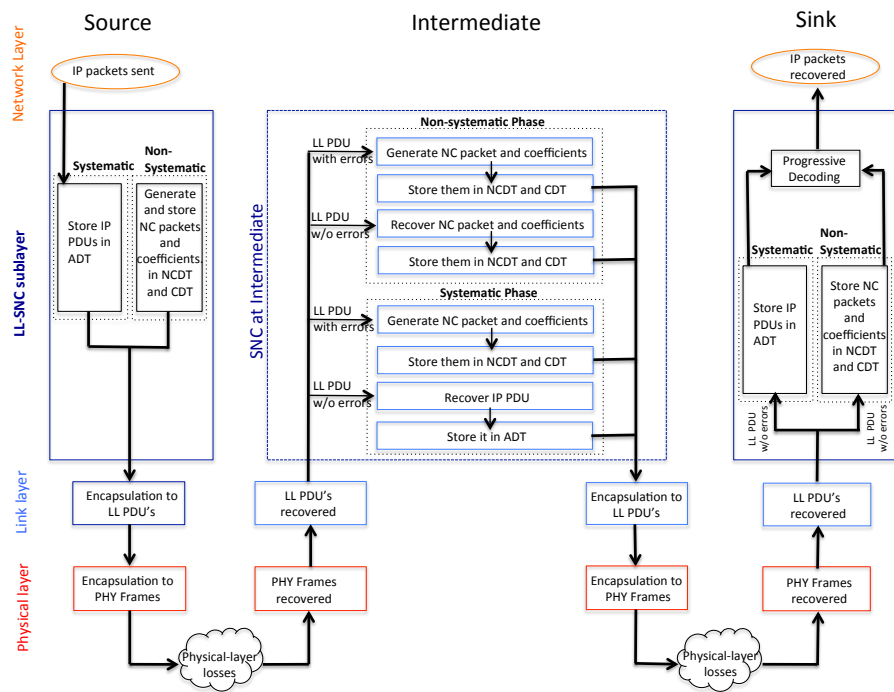 Source
Intermediate
Sink
Network Layer
LL-SNC sublayer
Link layer
Physical layer
IP packets sent
Systematic
Non-
Systematic
Store IP
PDUs in
ADT
Generate
and store
NC packets
and
coefficients
in NCDT
and CDT
Encapsulation to
LL PDU's
Encapsulation to
PHY Frames
Physical-layer
losses
PHY Frames
recovered
LL PDU's
recovered
SNC at Intermediate
Non-systematic Phase
LL PDU
with errors
Generate NC packet and coefficients
Store them in NCDT and CDT
LL PDU
w/o errors
Recover NC packet and coefficients
Store them in NCDT and CDT
Systematic Phase
LL PDU
with errors
Generate NC packet and coefficients
Store them in NCDT and CDT
LL PDU
w/o errors
Recover IP PDU
Store it in ADT
Encapsulation to
LL PDU's
Encapsulation to
PHY Frames
Physical-layer
losses
PHY Frames
recovered
LL PDU's
recovered
LL PDU
w/o errors
LL PDU
w/o errors
Systematic
Non-
Systematic
Store IP
PDUs in
ADT
Store NC
packets
and
coefficients
in NCDT
and CDT
Progressive
Decoding
IP packets
recovered